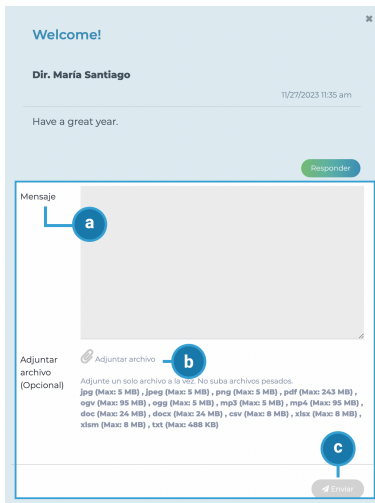 ✖
Welcome!
Dir. María Santiago
11/27/2023 11:35 am
Have a great year.
Responder
Mensaje
a
Adjuntar archivo
(Opcional)
Adjuntar archivo
b
Adjunte un solo archivo a la vez. No suba archivos pesados.
jpg (Max: 5 MB) , jpeg (Max: 5 MB) , png (Max: 5 MB) , pdf (Max: 243 MB) ,
ogv (Max: 95 MB) , ogg (Max: 5 MB) , mp3 (Max: 5 MB) , mp4 (Max: 95 MB) ,
doc (Max: 24 MB) , docx (Max: 24 MB) , csv (Max: 8 MB) , xlsx (Max: 8 MB) ,
xlsm (Max: 8 MB) , txt (Max: 488 KB)
c
Enviar